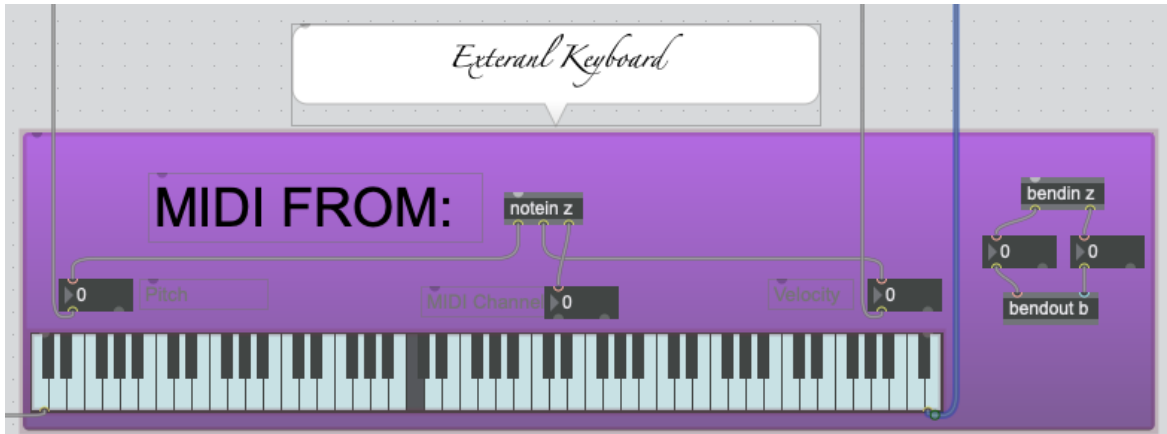 Exteranl Keyboard
MIDI FROM:
notein z
bendin z
0
0
0
Pitch
MIDI Channel
0
Velocity
0
bendout b